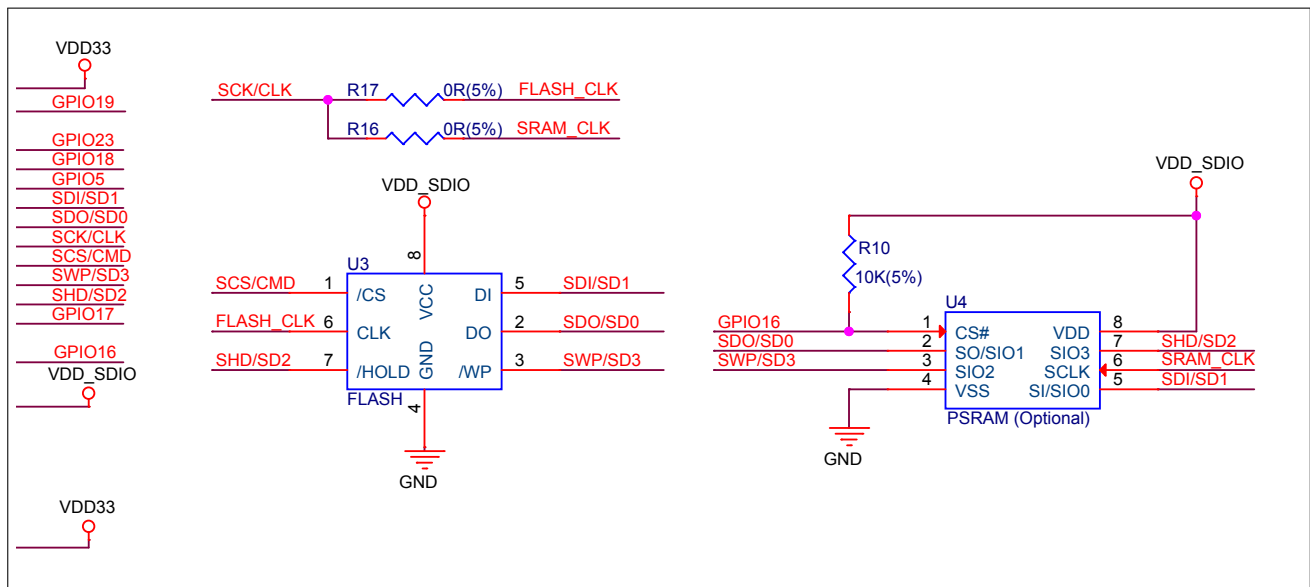 VDD33
GPIO19
GPIO23
GPIO18
GPIO5
SDI/SD1
SDO/SD0
SCK/CLK
SCS/CMD
SWP/SD3
SHD/SD2
GPIO17
GPIO16
VDD_SDIO
VDD33
SCK/CLK R17 0R(5%) FLASH_CLK
R16 0R(5%) SRAM_CLK
VDD_SDIO
U3 8
SCS/CMD 1 /CS VCC DI 5 SDI/SD1
FLASH_CLK 6 CLK DO 2 SDO/SD0
SHD/SD2 7 /HOLD GND /WP 3 SWP/SD3
FLASH 4
GND
VDD_SDIO
R10
10K(5%)
U4
GPIO16 1 CS# VDD 8
SDO/SD0 2 SO/SIO1 SIO3 7 SHD/SD2
SWP/SD3 3 SIO2 SCLK 6 SRAM_CLK
4 VSS SI/SIO0 5 SDI/SD1
PSRAM (Optional)
GND